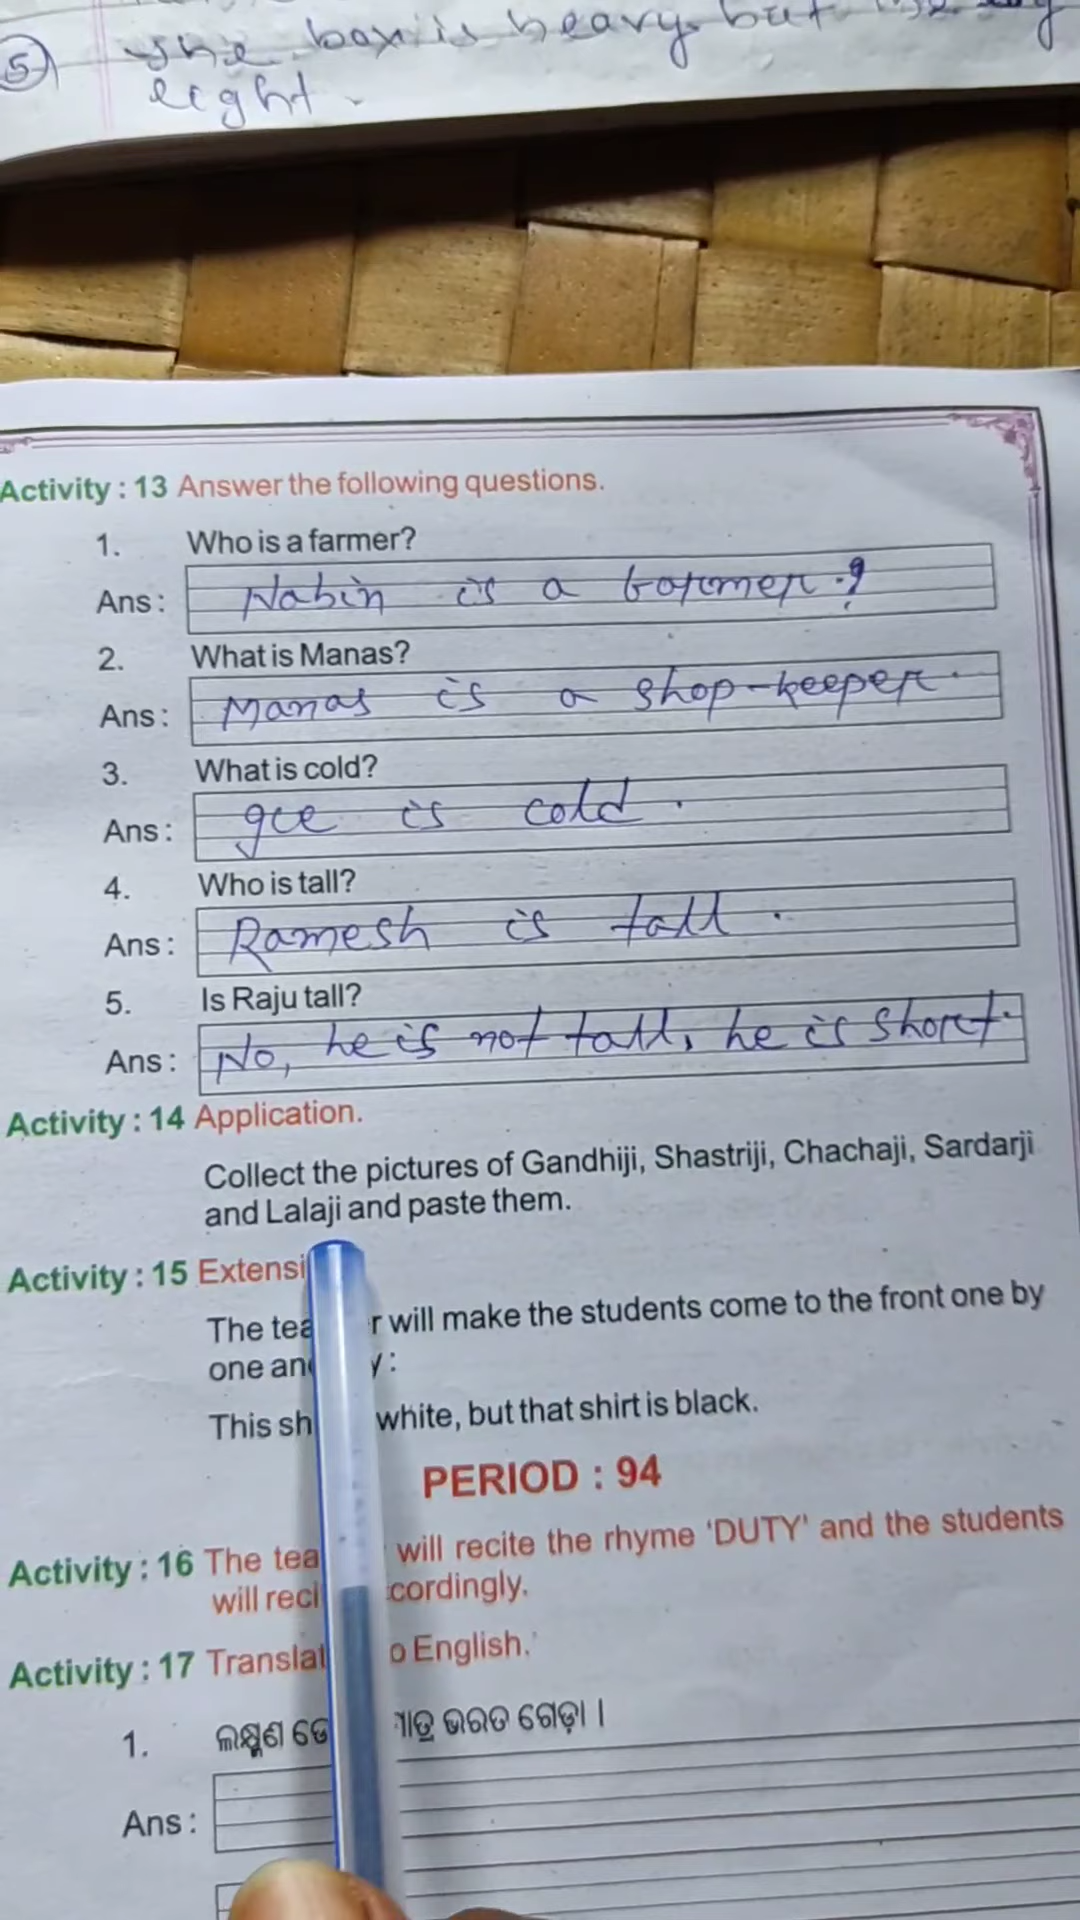 5) The box is heavy, but
light.
Activity : 13 Answer the following questions.
1. Who is a farmer?
Ans : Nabin is a farmer.
2. What is Manas?
Ans : Manas is a shop-keeper.
3. What is cold?
Ans : Ice is cold.
4. Who is tall?
Ans : Ramesh is tall.
5. Is Raju tall?
Ans : No, he is not tall, he is short.
Activity : 14 Application.
Collect the pictures of Gandhiji, Shastriji, Chachaji, Sardarji
and Lalaji and paste them.
Activity : 15 Extensi
The tea r will make the students come to the front one by
one an y :
This sh white, but that shirt is black.
PERIOD : 94
Activity : 16 The tea will recite the rhyme 'DUTY' and the students
will reci cordingly.
Activity : 17 Translat o English.
1. ଲକ୍ଷ୍ମଣ ଡେ ମାତ୍ର ଭରତ ଗେଡ଼ା ।
Ans :